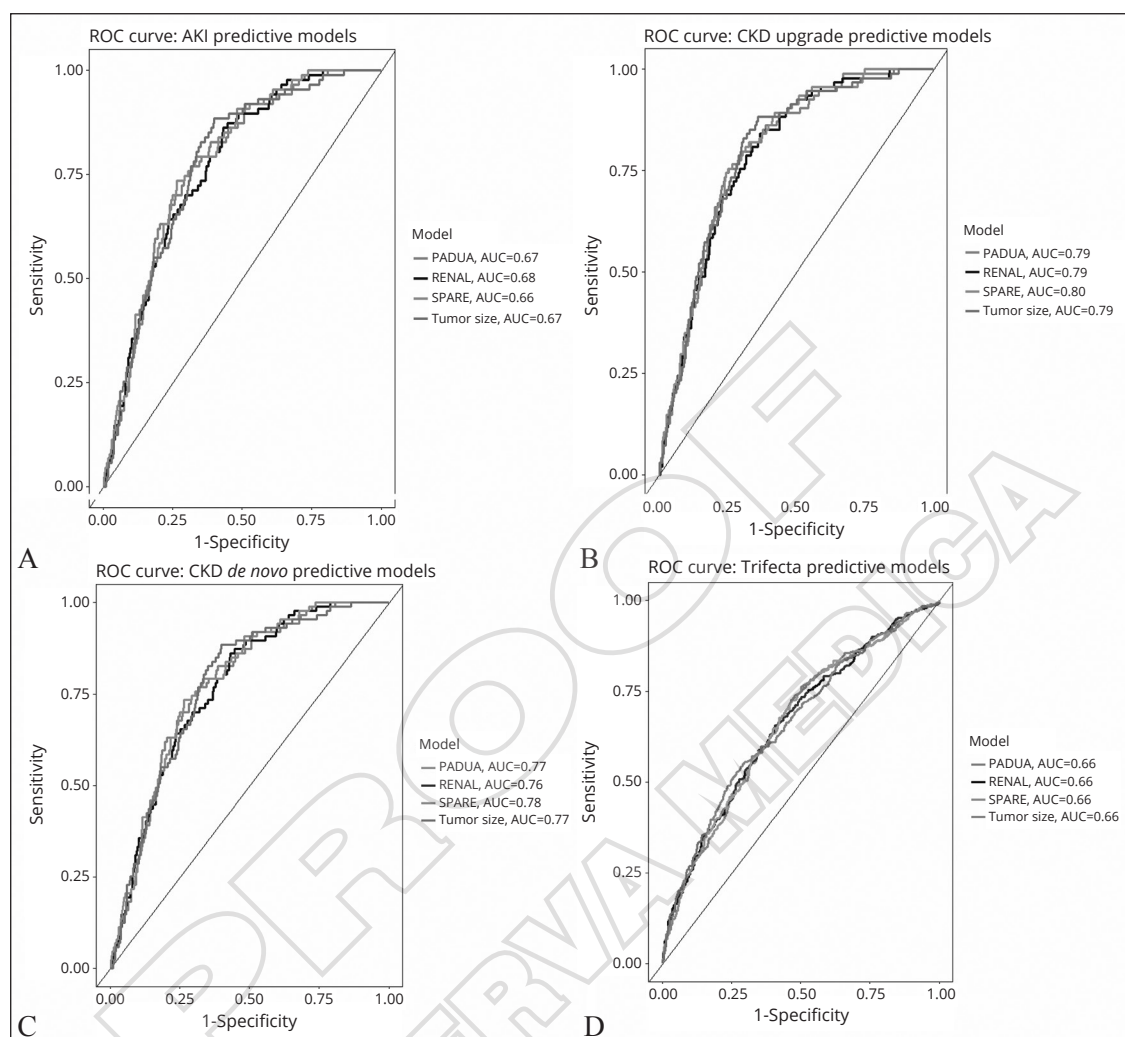 ROC curve: AKI predictive models
1.00
0.75
0.50
0.25
0.00
Sensitivity
0.00 0.25 0.50 0.75 1.00
1-Specificity
Model
PADUA, AUC=0.67
RENAL, AUC=0.68
SPARE, AUC=0.66
Tumor size, AUC=0.67
A
ROC curve: CKD upgrade predictive models
1.00
0.75
0.50
0.25
0.00
Sensitivity
0.00 0.25 0.50 0.75 1.00
1-Specificity
Model
PADUA, AUC=0.79
RENAL, AUC=0.79
SPARE, AUC=0.80
Tumor size, AUC=0.79
B
ROC curve: CKD de novo predictive models
1.00
0.75
0.50
0.25
0.00
Sensitivity
0.00 0.25 0.50 0.75 1.00
1-Specificity
Model
PADUA, AUC=0.77
RENAL, AUC=0.76
SPARE, AUC=0.78
Tumor size, AUC=0.77
C
ROC curve: Trifecta predictive models
1.00
0.75
0.50
0.25
0.00
Sensitivity
0.00 0.25 0.50 0.75 1.00
1-Specificity
Model
PADUA, AUC=0.66
RENAL, AUC=0.66
SPARE, AUC=0.66
Tumor size, AUC=0.66
D
PROOF
ERVA MEDICA